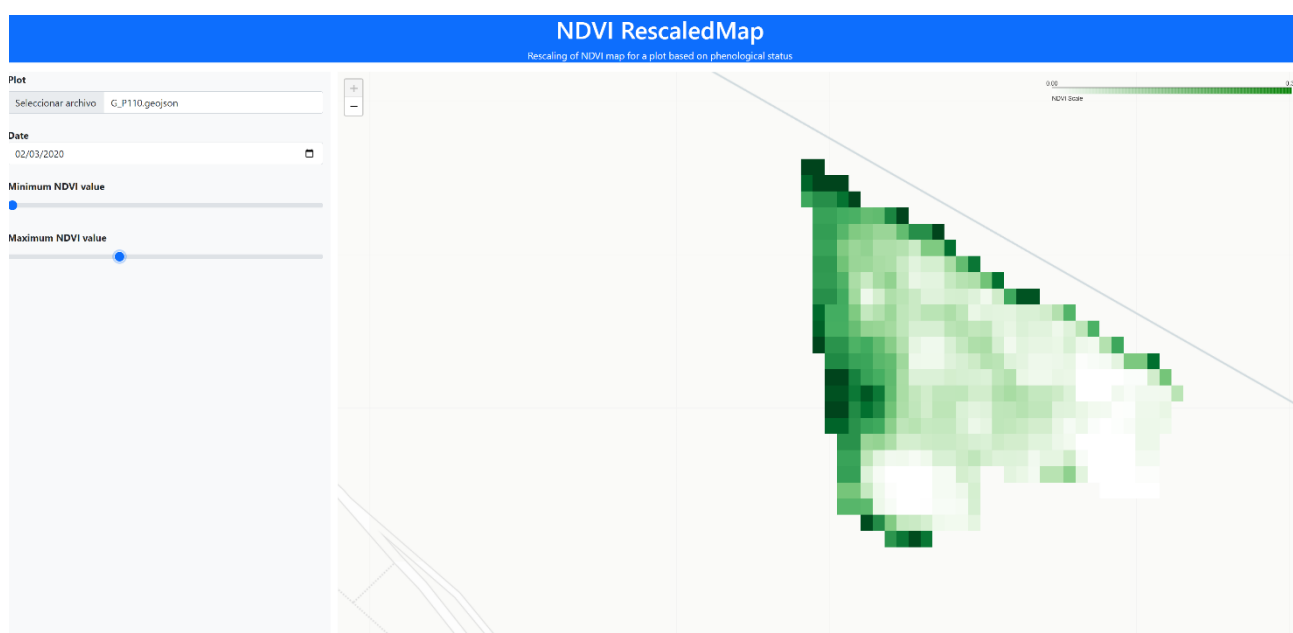 NDVI RescaledMap
Rescaling of NDVI map for a plot based on phenological status
Plot
Seleccionar archivo G_P110.geojson
Date
02/03/2020
Minimum NDVI value
Maximum NDVI value
+
−
0.00
NDVI Scale